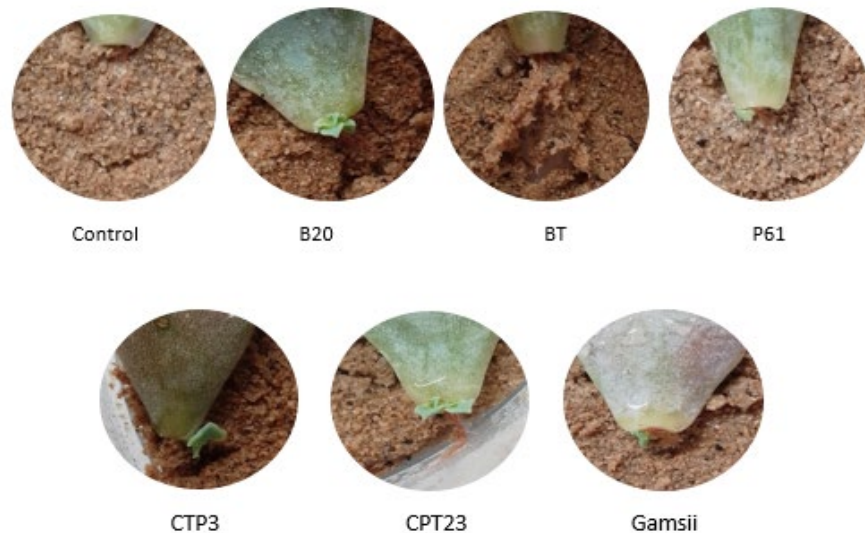 Control
B20
BT
P61
CTP3
CPT23
Gamsii